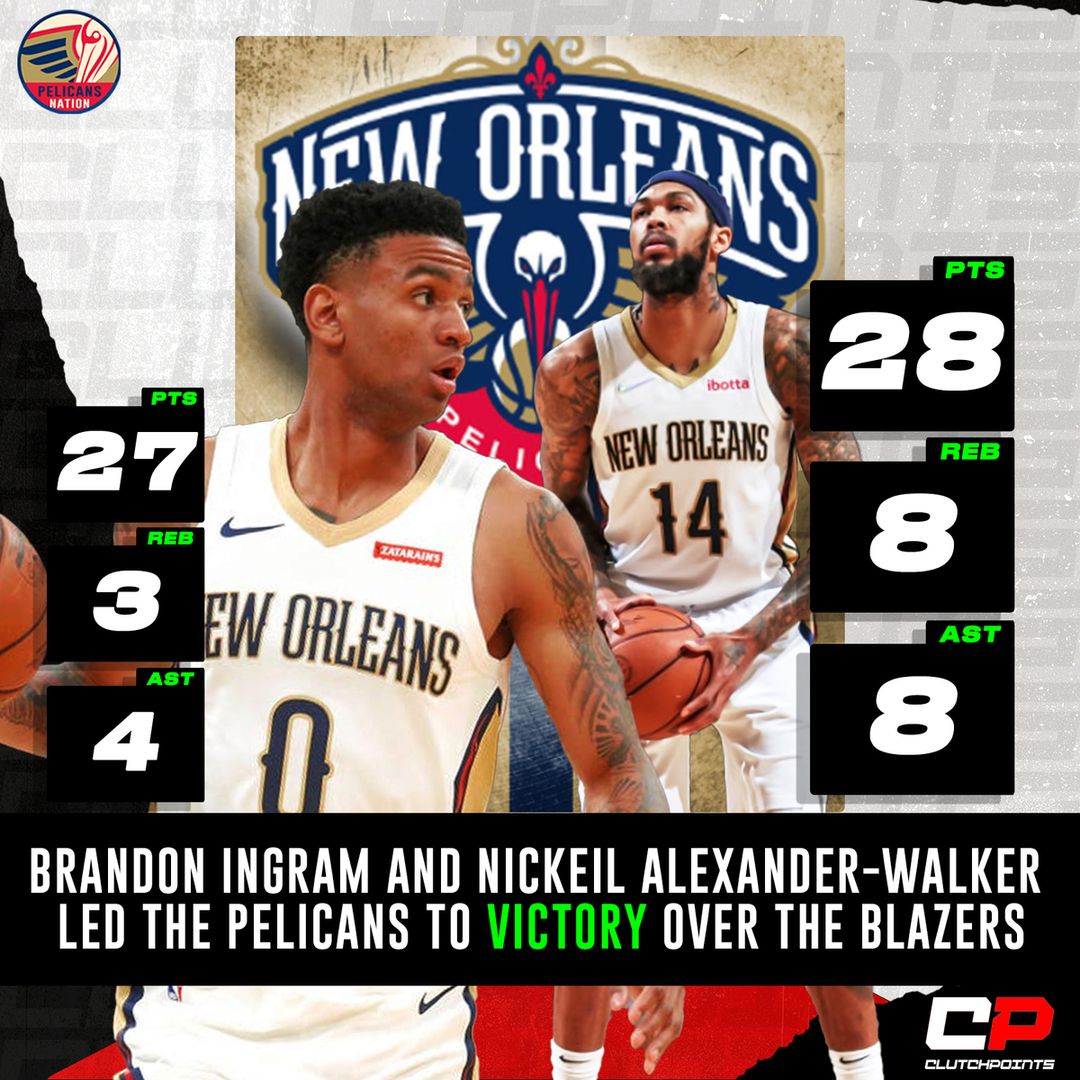 PELICANS
NATION
NEW ORLEANS
PELIC
PTS
27
REB
3
AST
4
PTS
28
REB
8
AST
8
ZATARAIN'S
EW ORLEANS
0
ibotta
NEW ORLEANS
14
BRANDON INGRAM AND NICKEIL ALEXANDER-WALKER
LED THE PELICANS TO VICTORY OVER THE BLAZERS
CP
CLUTCHPOINTS